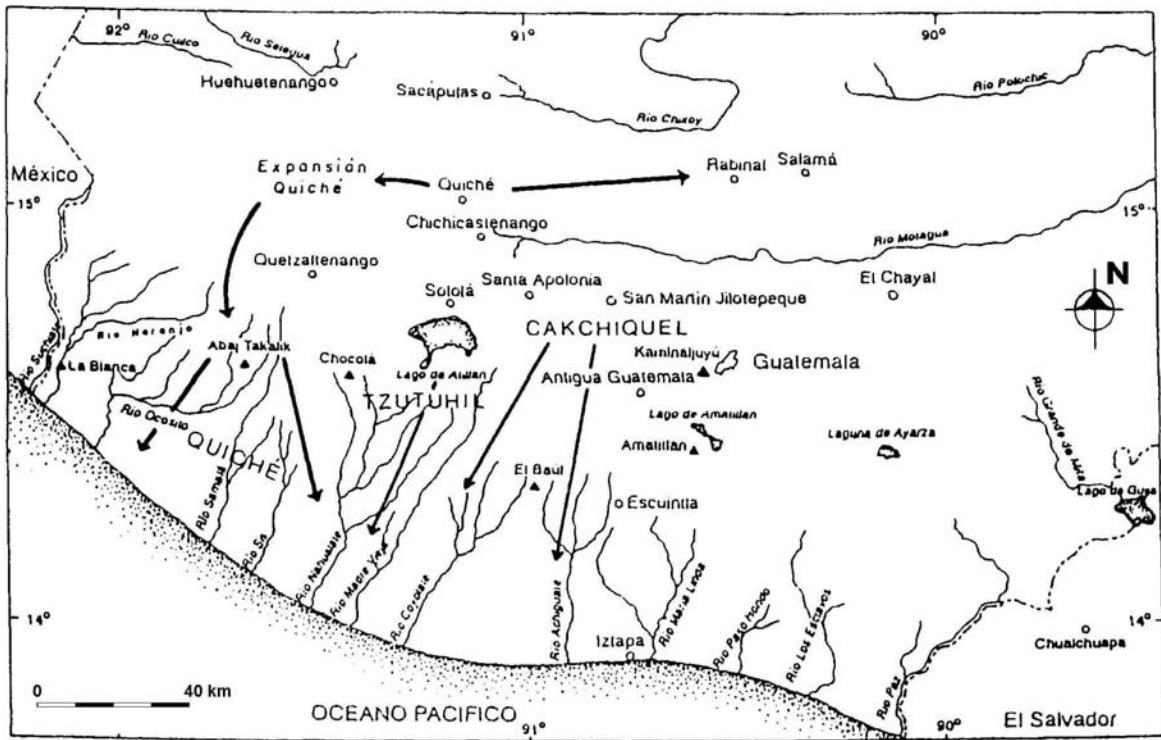 92°
91°
90°
Rio Cuilco
Rio Selegua
Huehuetenango
Sacápulas
Rio Chixoy
Rio Polochic
México
Expansión
Quiché
Quiché
Rabinal
Salamá
15°
15°
Chichicastenango
Rio Motagua
Quetzaltenango
Sololá
Santa Apolonia
San Martín Jilotepeque
El Chayal
N
CAKCHIQUEL
Rio Naranjo
Abaj Takalik
Chocolá
Lago de Atitlán
Kaminaljuyú
Guatemala
La Blanca
Antigua Guatemala
TZUTUHIL
Rio Ocosito
QUICHÉ
Lago de Amatitlán
Amatitlán
Laguna de Ayarza
El Baúl
Escuintla
Lago de Guija
Rio Samalá
Rio Nahualate
Rio Madre Vieja
Rio Coyolate
Rio Achiguate
Rio Maria Linda
Rio Paso Hondo
Rio Los Esclavos
Rio Paz
14°
14°
Iztapa
Chualchuapa
0
40 km
OCEANO PACIFICO
91°
90°
El Salvador